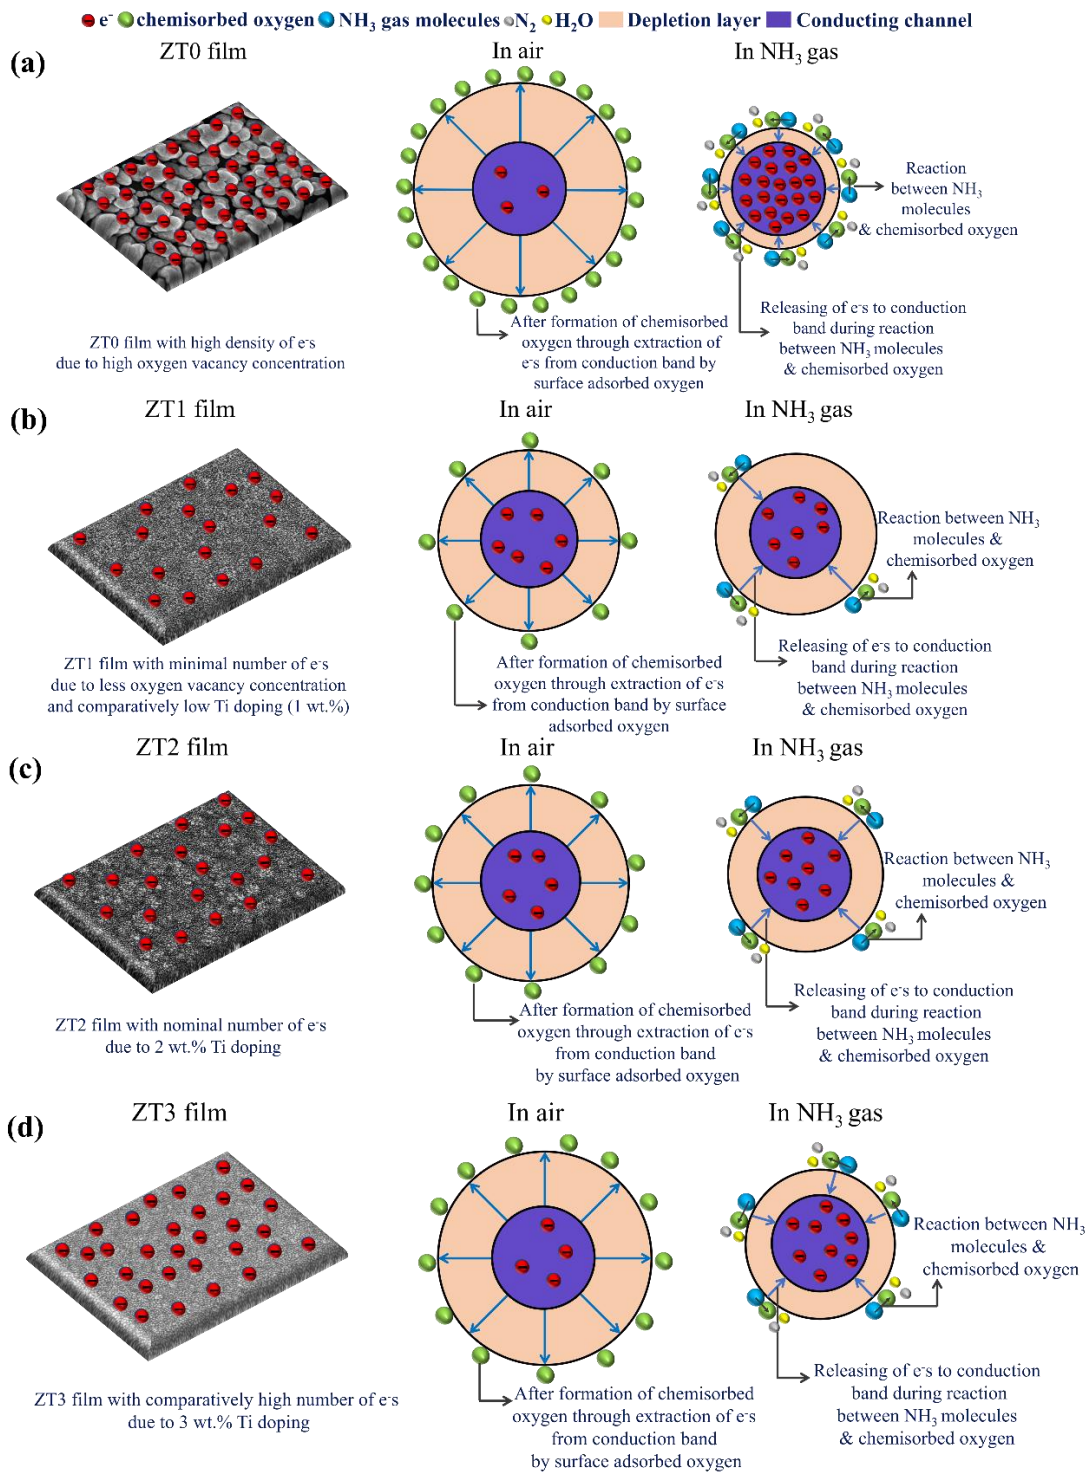 e⁻ chemisorbed oxygen NH₃ gas molecules N₂ H₂O Depletion layer Conducting channel
(a)
ZT0 film
In air
In NH₃ gas
Reaction
between NH₃
molecules
& chemisorbed oxygen
ZT0 film with high density of e⁻s
due to high oxygen vacancy concentration
After formation of chemisorbed
oxygen through extraction of
e⁻s from conduction band by
surface adsorbed oxygen
Releasing of e⁻s to conduction
band during reaction
between NH₃ molecules
& chemisorbed oxygen
(b)
ZT1 film
In air
In NH₃ gas
Reaction between NH₃
molecules &
chemisorbed oxygen
ZT1 film with minimal number of e⁻s
due to less oxygen vacancy concentration
and comparatively low Ti doping (1 wt.%)
After formation of chemisorbed
oxygen through extraction of e⁻s
from conduction band by surface
adsorbed oxygen
Releasing of e⁻s to conduction
band during reaction
between NH₃ molecules
& chemisorbed oxygen
(c)
ZT2 film
In air
In NH₃ gas
Reaction between NH₃
molecules &
chemisorbed oxygen
ZT2 film with nominal number of e⁻s
due to 2 wt.% Ti doping
After formation of chemisorbed
oxygen through extraction of e⁻s
from conduction band
by surface adsorbed oxygen
Releasing of e⁻s to conduction
band during reaction
between NH₃ molecules
& chemisorbed oxygen
(d)
ZT3 film
In air
In NH₃ gas
Reaction between NH₃
molecules &
chemisorbed oxygen
ZT3 film with comparatively high number of e⁻s
due to 3 wt.% Ti doping
After formation of chemisorbed
oxygen through extraction of e⁻s
from conduction band
by surface adsorbed oxygen
Releasing of e⁻s to conduction
band during reaction
between NH₃ molecules
& chemisorbed oxygen